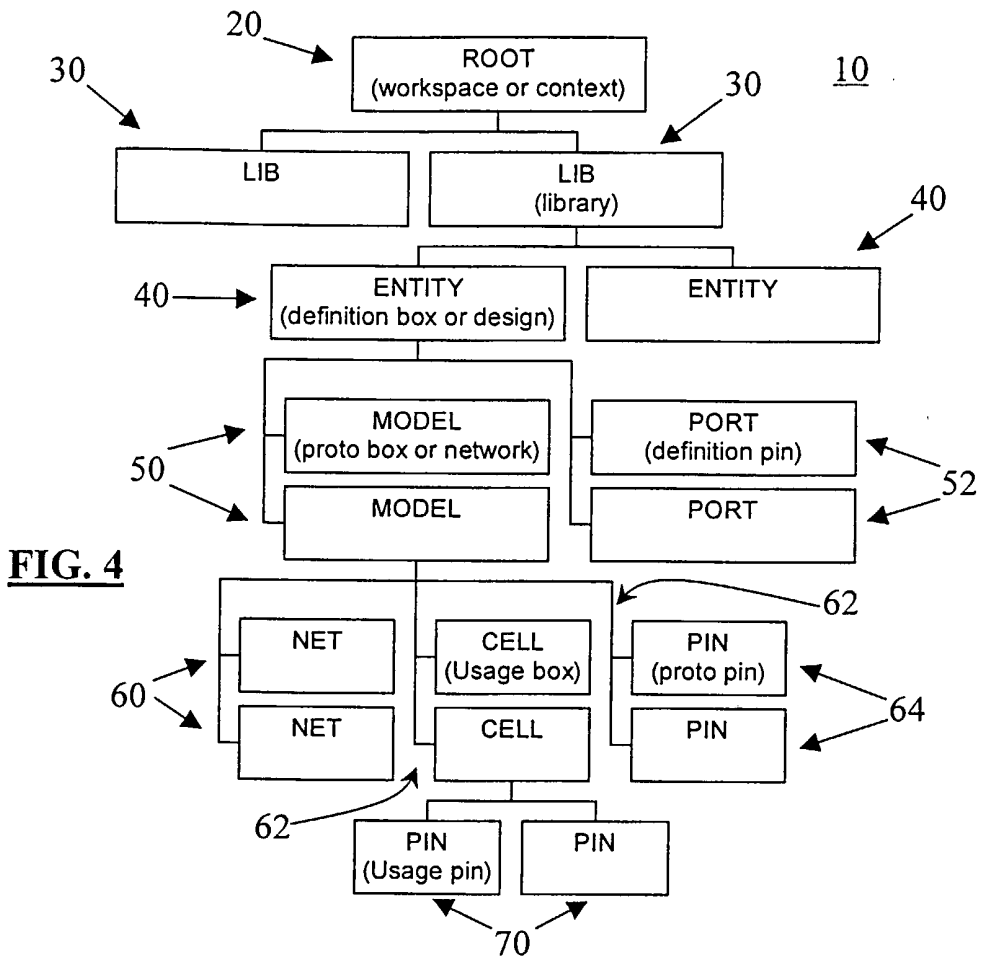 20
ROOT
(workspace or context)
10
30
30
LIB
LIB
(library)
40
40
ENTITY
(definition box or design)
ENTITY
MODEL
(proto box or network)
PORT
(definition pin)
50
52
MODEL
PORT
FIG. 4
62
NET
CELL
(Usage box)
PIN
(proto pin)
60
64
NET
CELL
PIN
62
PIN
(Usage pin)
PIN
70